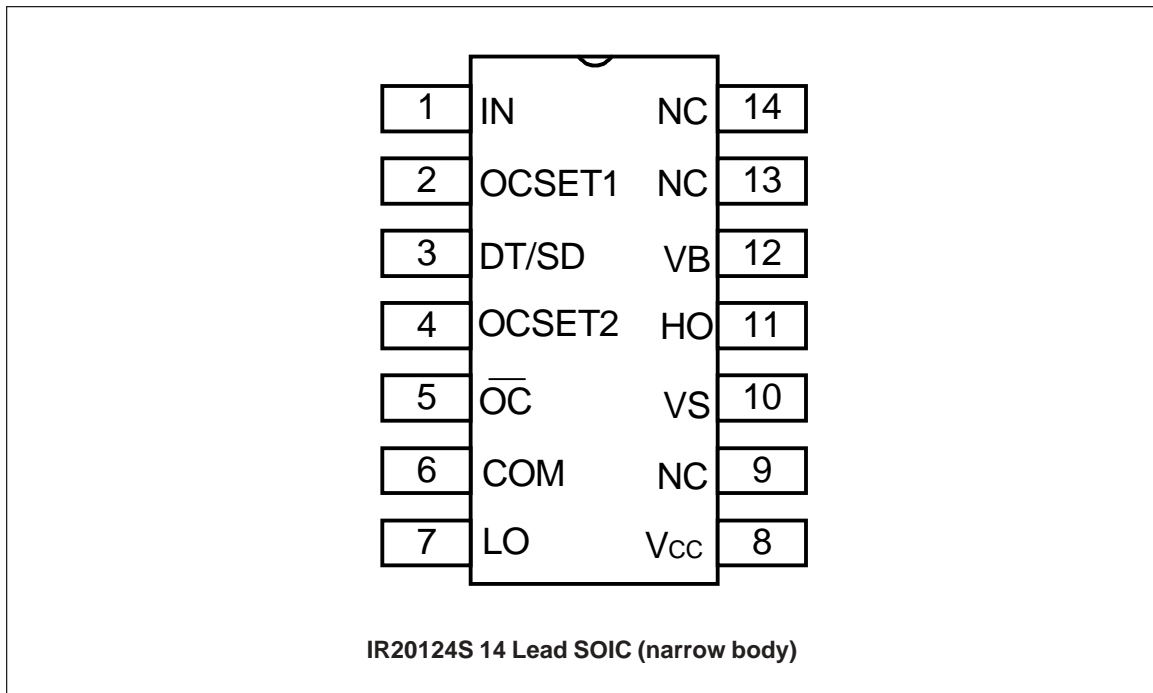 1 IN NC 14
2 OCSET1 NC 13
3 DT/SD VB 12
4 OCSET2 HO 11
5 O̅C̅ VS 10
6 COM NC 9
7 LO Vcc 8
IR20124S 14 Lead SOIC (narrow body)